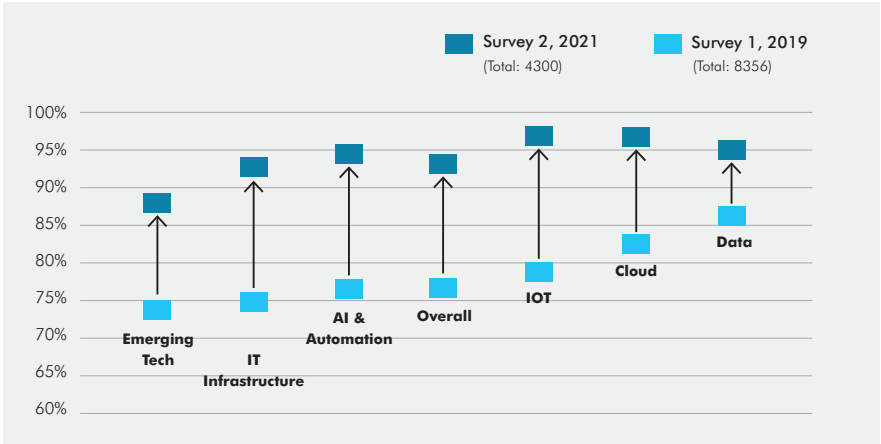 Survey 2, 2021
(Total: 4300)
Survey 1, 2019
(Total: 8356)
100%
95%
90%
85%
80%
75%
70%
65%
60%
Emerging
Tech
IT
Infrastructure
AI &
Automation
Overall
IOT
Cloud
Data